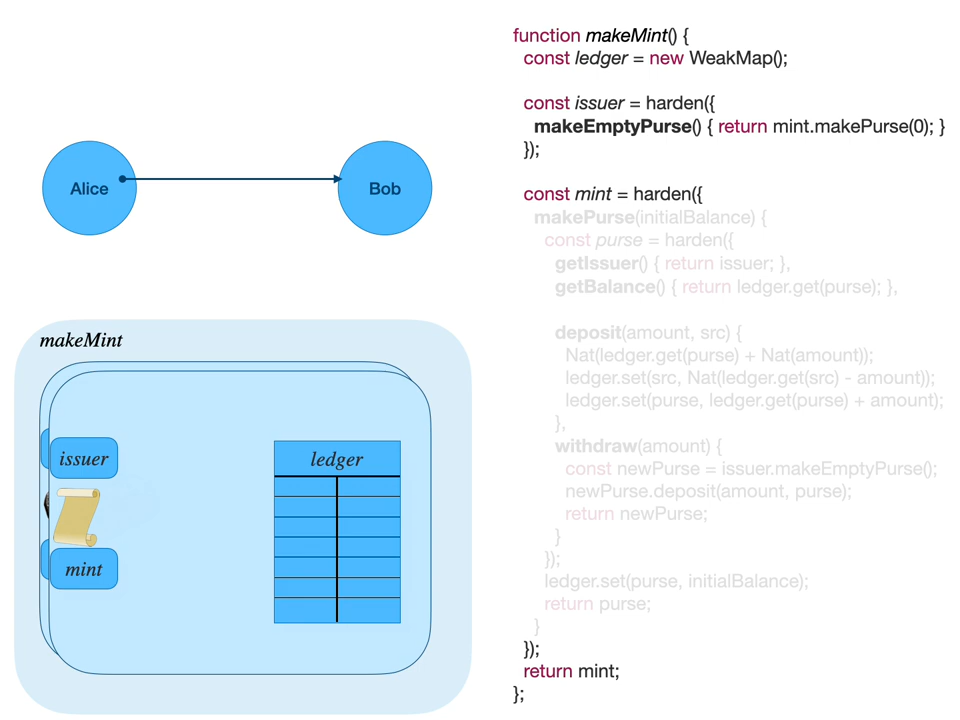 Alice
Bob
makeMint
issuer
mint
ledger
function makeMint() {
const ledger = new WeakMap();
const issuer = harden({
makeEmptyPurse() { return mint.makePurse(0); }
});
const mint = harden({
makePurse(initialBalance) {
const purse = harden({
getIssuer() { return issuer; },
getBalance() { return ledger.get(purse); },
deposit(amount, src) {
Nat(ledger.get(purse) + Nat(amount));
ledger.set(src, Nat(ledger.get(src) - amount));
ledger.set(purse, ledger.get(purse) + amount);
},
withdraw(amount) {
const newPurse = issuer.makeEmptyPurse();
newPurse.deposit(amount, purse);
return newPurse;
}
});
ledger.set(purse, initialBalance);
return purse;
}
});
return mint;
};